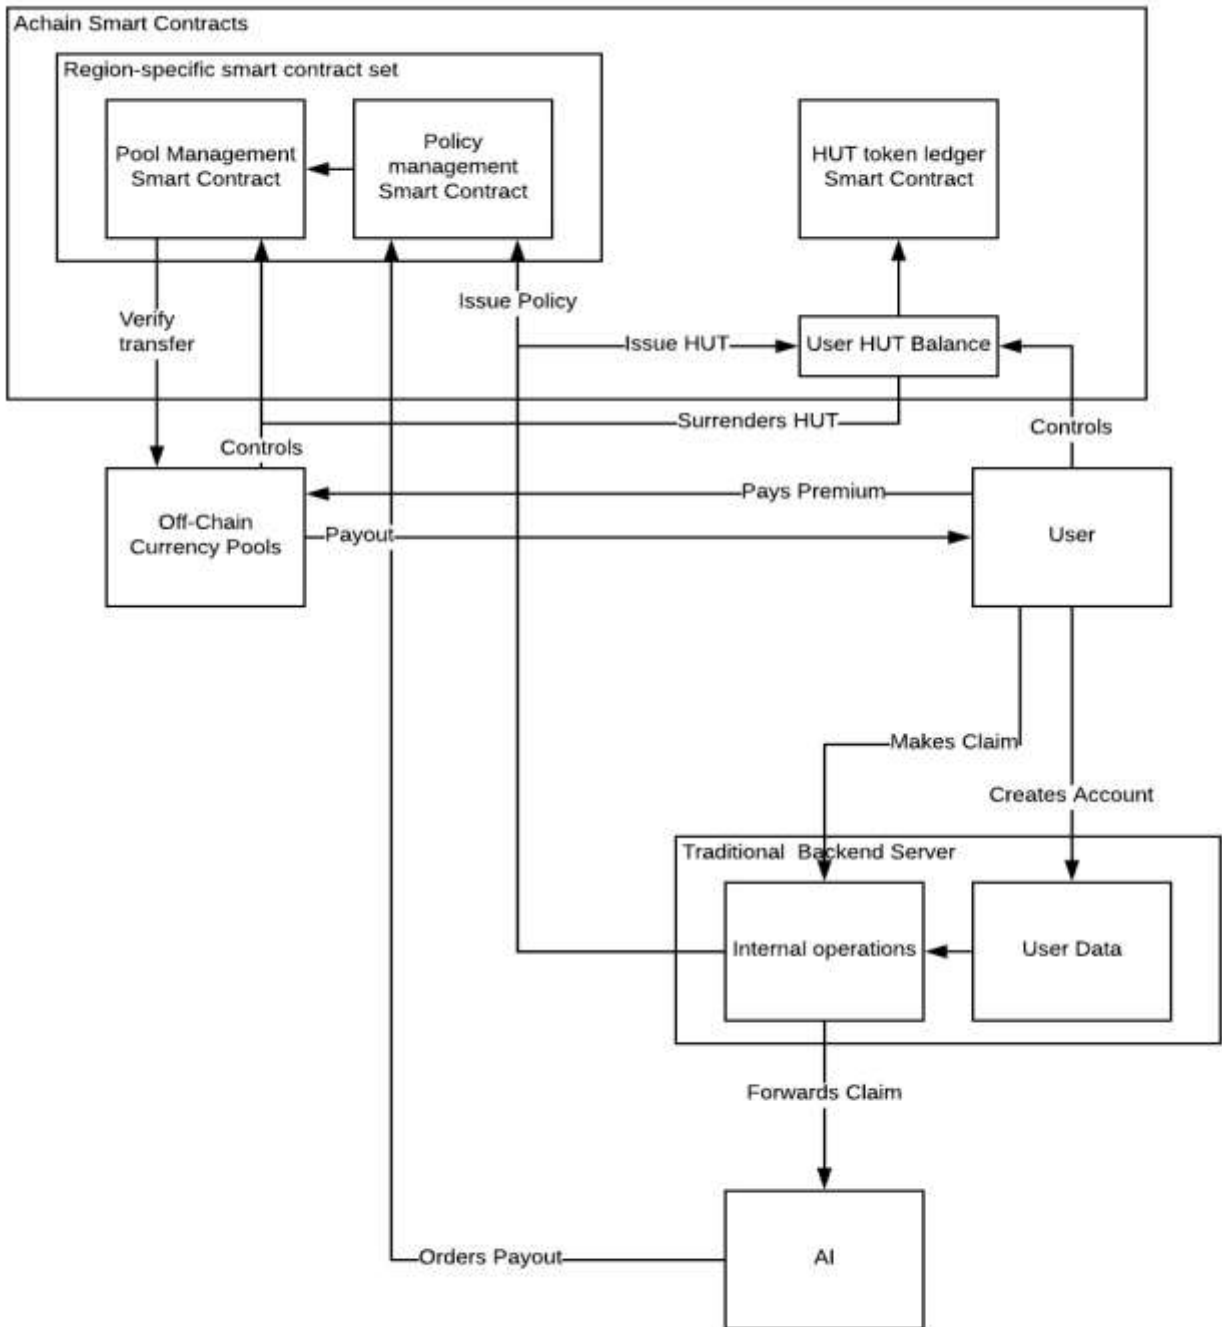 Achain Smart Contracts
Region-specific smart contract set
Pool Management
Smart Contract
Policy
management
Smart Contract
HUT token ledger
Smart Contract
Issue Policy
Verify
transfer
Issue HUT
User HUT Balance
Surrenders HUT
Controls
Controls
Pays Premium
Off-Chain
Currency Pools
Payout
User
Makes Claim
Creates Account
Traditional  Backend Server
Internal operations
User Data
Forwards Claim
Orders Payout
AI